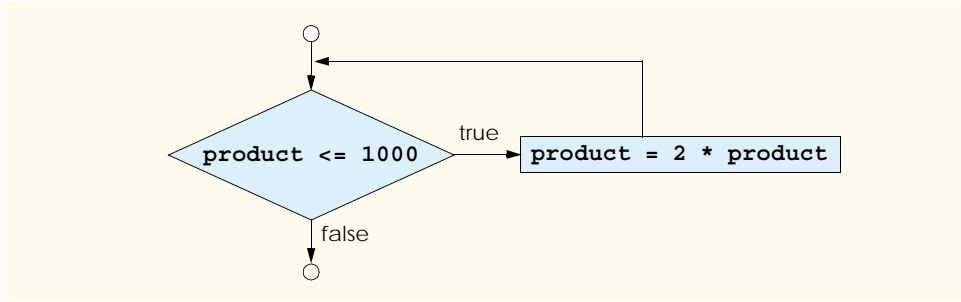 true
product <= 1000
product = 2 * product
false